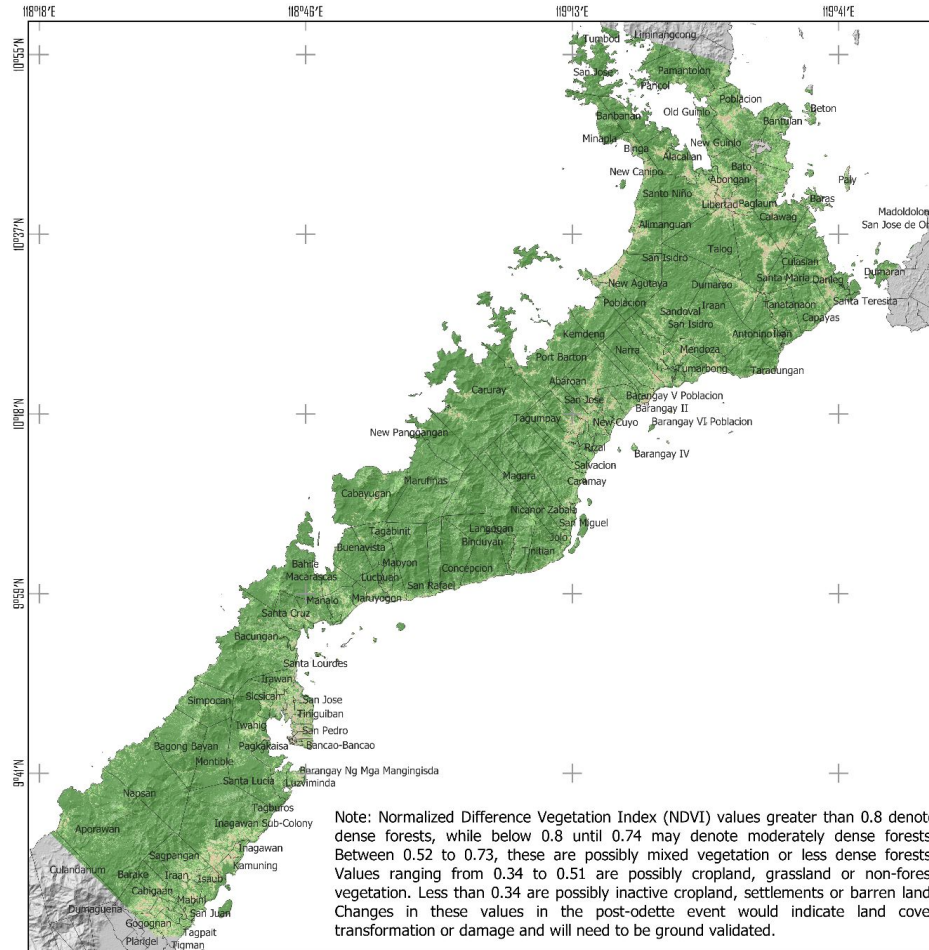 118°18'E 118°46'E 119°13'E 119°41'E
10°55'N
Tumbod
Liminangcong
San Jose
Pamantolon
Pancol
Poblacion
Beton
Banbanan
Old Guinlo
Bantulan
Minapla
Binga
New Guinlo
Alacalian
Bato
New Canipo
Abongan
Paly
Santo Niño
Libertad
Paglaum
Baras
Calawag
Madoldolon
Alimanguan
San Jose de Or
10°37'N
Talog
San Isidro
Culasian
Dumaran
New Agutaya
Dumarao
Santa Maria
Danleg
Poblacion
Iraan
Tanatanaon
Santa Teresita
Sandoval
Capayas
San Isidro
Kemdeng
Antonino
Ilian
Narra
Mendoza
Port Barton
Tumarbong
Taradungan
Abaroan
Caruray
San Jose
Barangay V Poblacion
Barangay II
10°18'N
Tagumpay
New Cuyo
Barangay VI Poblacion
New Panggangan
Rizal
Barangay IV
Salvacion
Marufinas
Magara
Caramay
Cabayugan
Nicanor Zabala
San Miguel
Tagabinit
Langogan
Jolo
Binduyan
Buenavista
Tinitian
Bahile
Mabyon
Concepcion
Macarascas
Lucbuan
San Rafael
9°59'N
Manalo
Maruyogon
Santa Cruz
Bacungan
Santa Lourdes
Irawan
Simpocan
Sicsican
San Jose
Tiniguiban
Iwahig
San Pedro
Bagong Bayan
Pagkakaisa
Bancao-Bancao
Montible
9°41'N
Barangay Ng Mga Mangingisda
Santa Lucia
Luzviminda
Napsan
Tagburos
Inagawan Sub-Colony
Aporawan
Inagawan
Sagpangan
Kamuning
Culandanum
Barake
Iraan
Isaub
Cabigaan
Mabini
Dumaguena
San Juan
Gogognan
Tagpait
Plaridel
Tigman
Note: Normalized Difference Vegetation Index (NDVI) values greater than 0.8 denot
dense forests, while below 0.8 until 0.74 may denote moderately dense forests
Between 0.52 to 0.73, these are possibly mixed vegetation or less dense forests
Values ranging from 0.34 to 0.51 are possibly cropland, grassland or non-fores
vegetation. Less than 0.34 are possibly inactive cropland, settlements or barren land
Changes in these values in the post-odette event would indicate land cove
transformation or damage and will need to be ground validated.